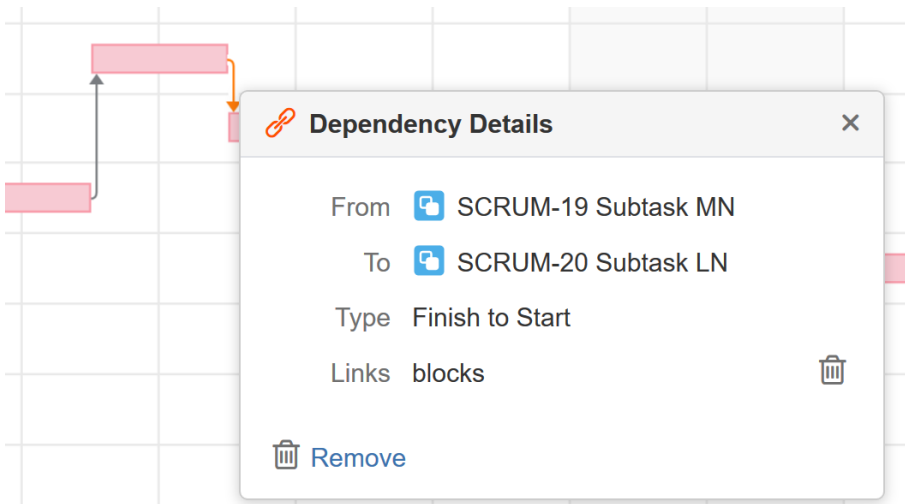 Dependency Details
From SCRUM-19 Subtask MN
To SCRUM-20 Subtask LN
Type Finish to Start
Links blocks
Remove